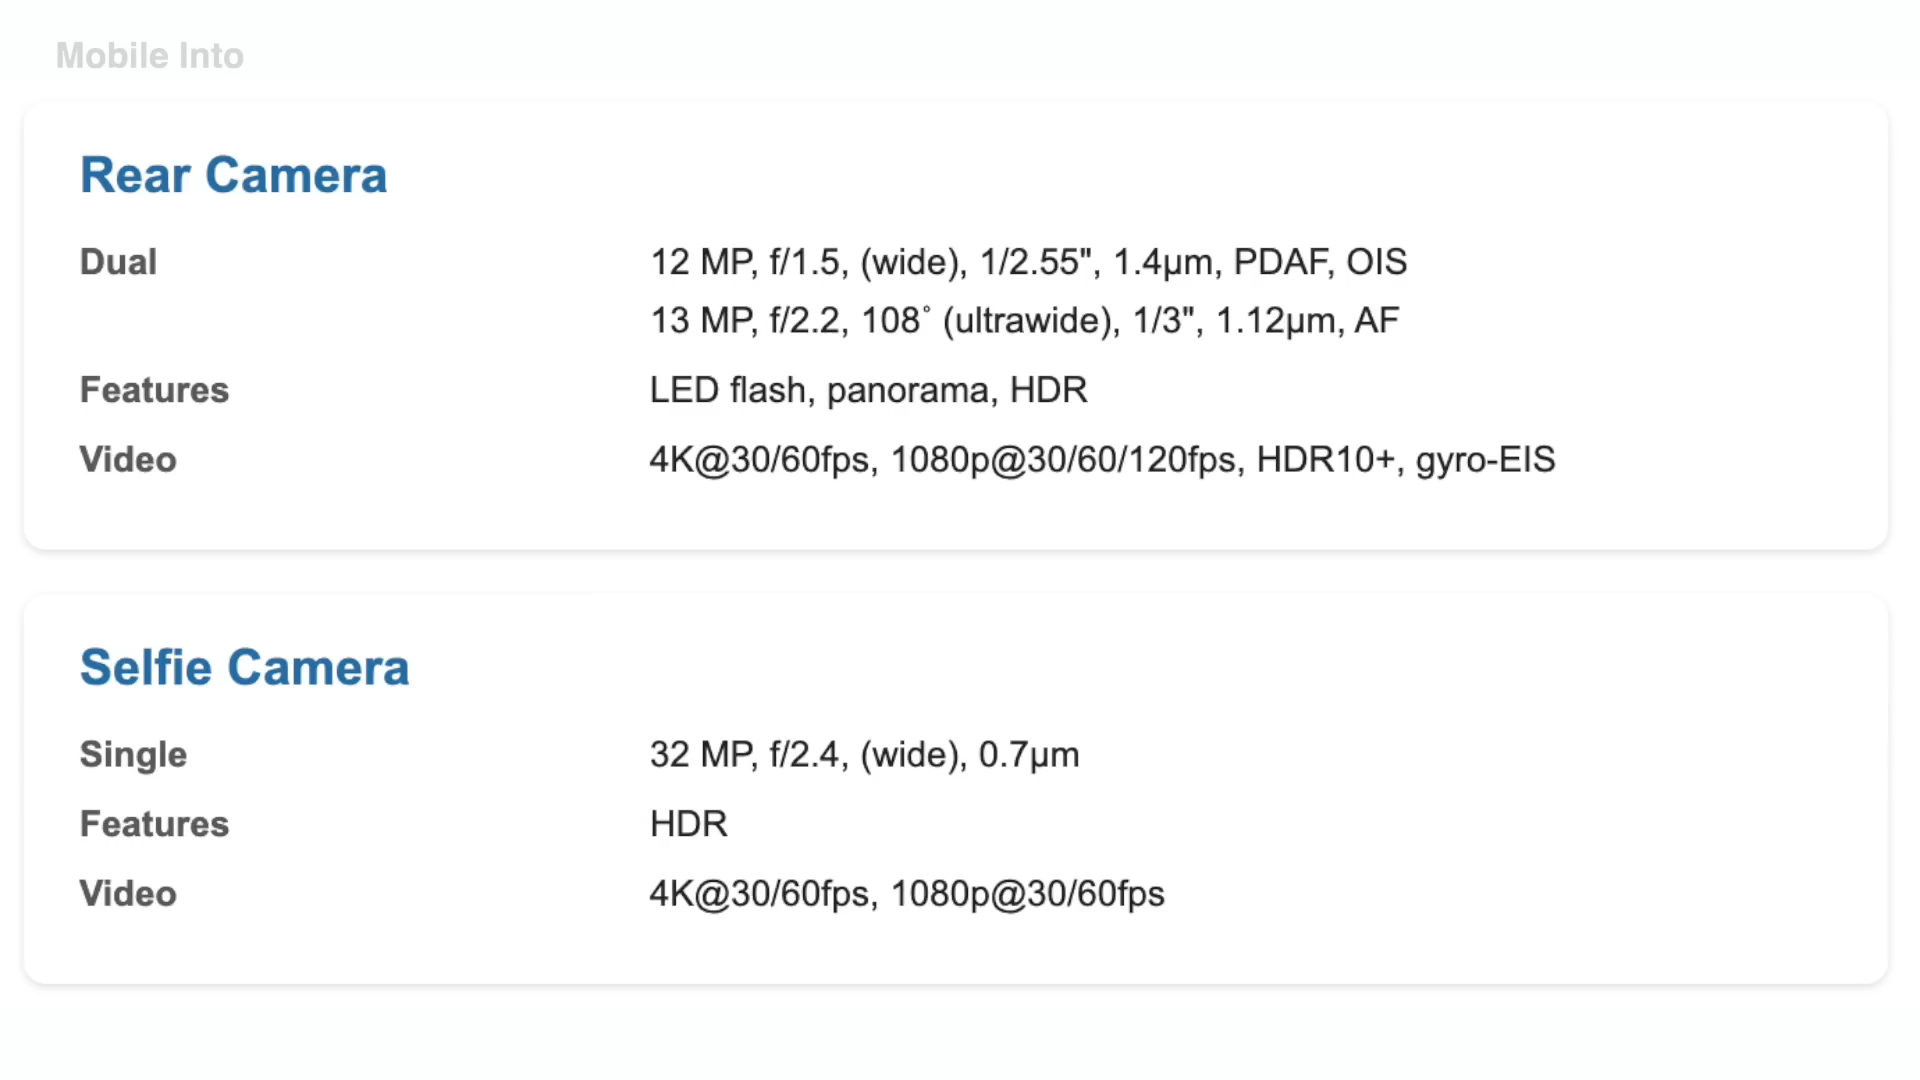 Mobile Into
Rear Camera
Dual 12 MP, f/1.5, (wide), 1/2.55", 1.4µm, PDAF, OIS
13 MP, f/2.2, 108˚ (ultrawide), 1/3", 1.12µm, AF
Features LED flash, panorama, HDR
Video 4K@30/60fps, 1080p@30/60/120fps, HDR10+, gyro-EIS
Selfie Camera
Single 32 MP, f/2.4, (wide), 0.7µm
Features HDR
Video 4K@30/60fps, 1080p@30/60fps